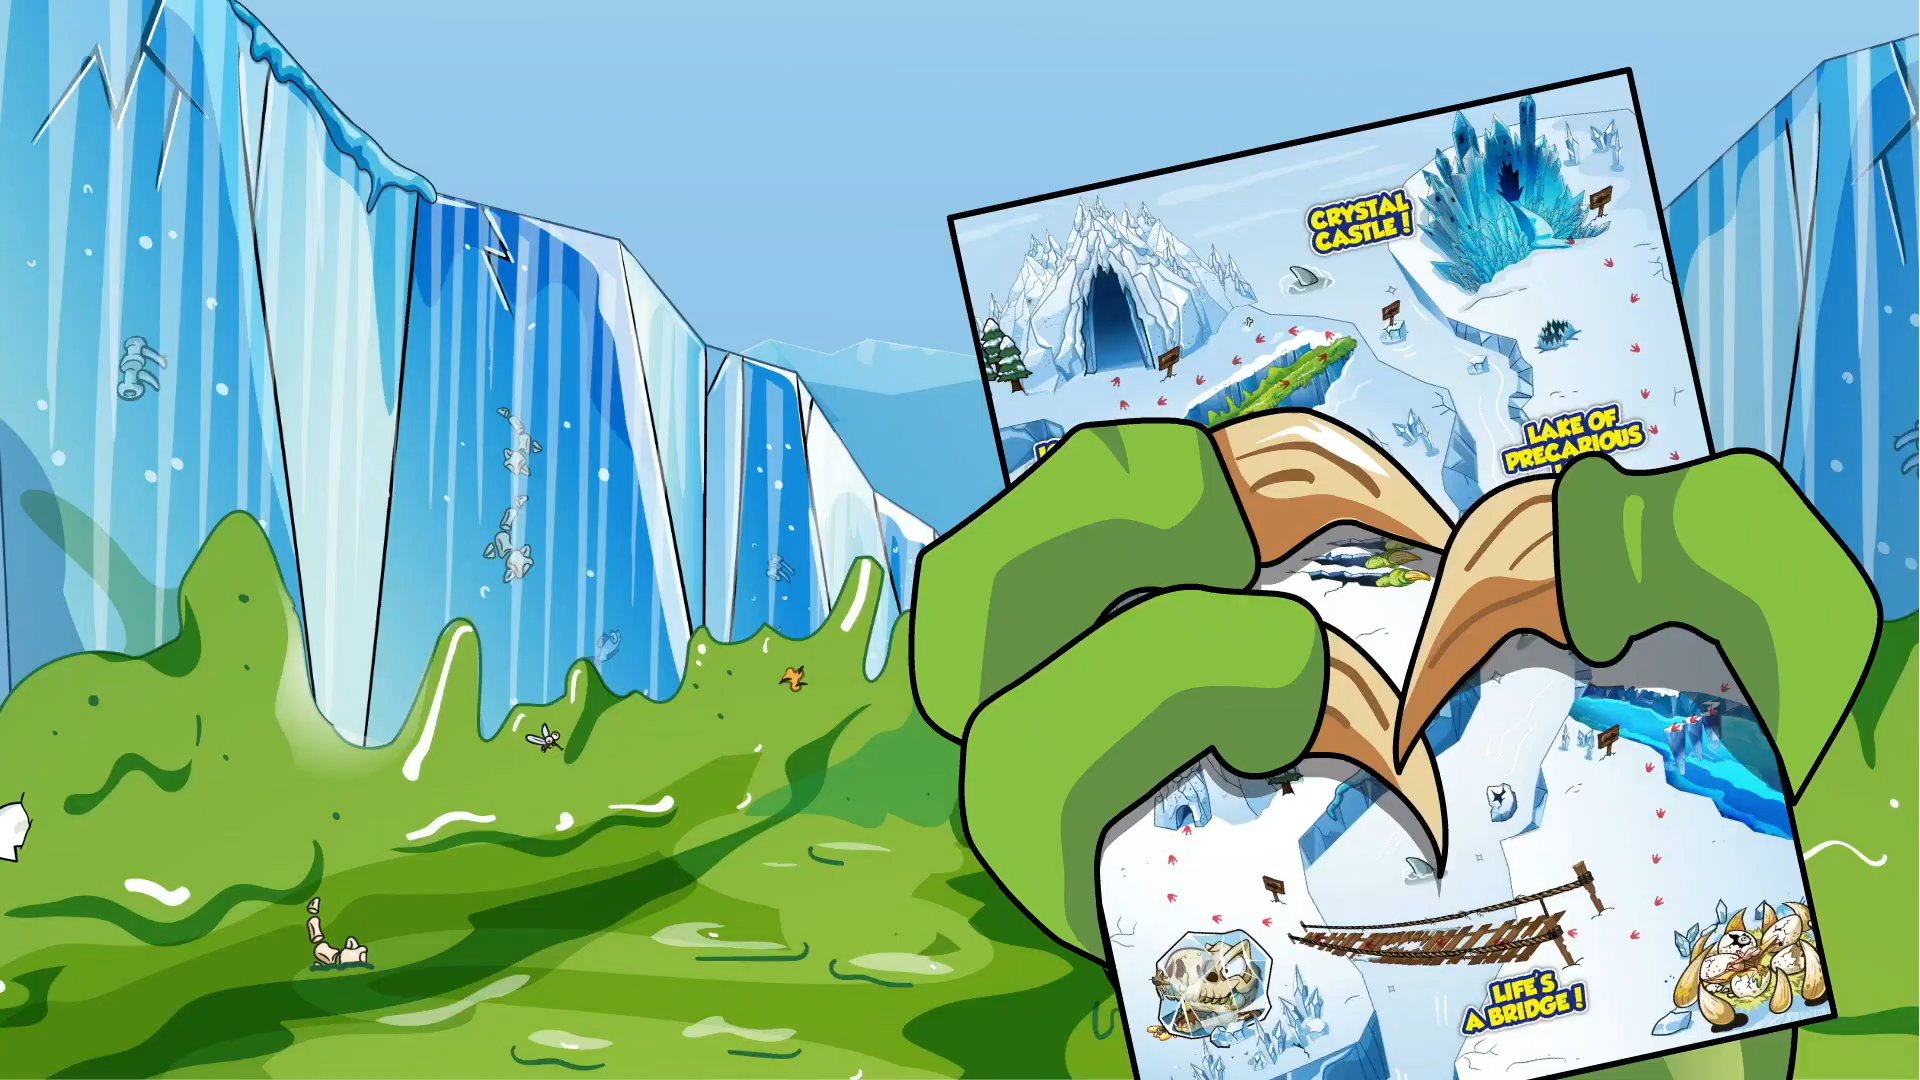 CRYSTAL
CASTLE!
LAKE OF
PRECARIOUS
LIFE'S
A BRIDGE!